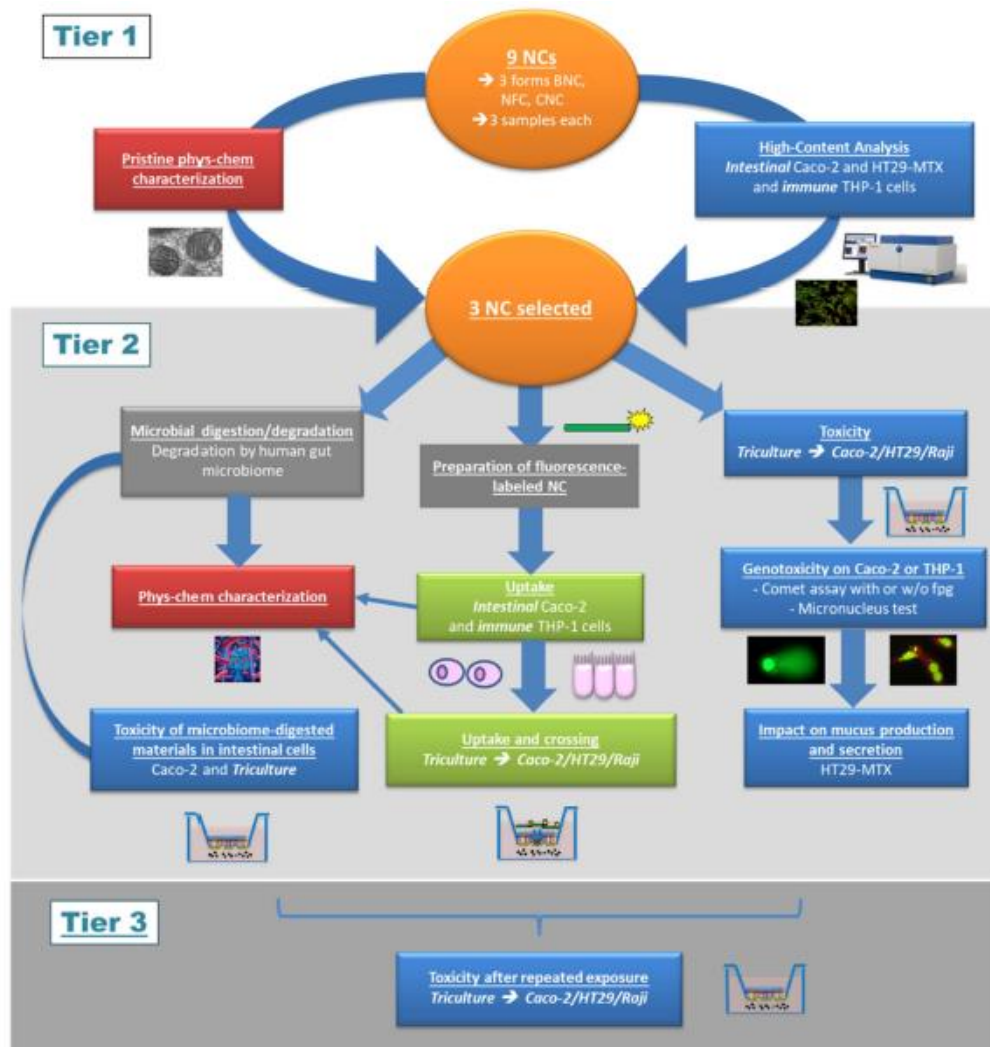 Tier 1
9 NCs
➔ 3 forms BNC,
NFC, CNC
➔ 3 samples each
Pristine phys-chem
characterization
High-Content Analysis
Intestinal Caco-2 and HT29-MTX
and immune THP-1 cells
3 NC selected
Tier 2
Microbial digestion/degradation
Degradation by human gut
microbiome
Preparation of fluorescence-
labeled NC
Toxicity
Triculture ➔ Caco-2/HT29/Raji
Phys-chem characterization
Uptake
Intestinal Caco-2
and immune THP-1 cells
Genotoxicity on Caco-2 or THP-1
- Comet assay with or w/o fpg
- Micronucleus test
Toxicity of microbiome-digested
materials in intestinal cells
Caco-2 and Triculture
Uptake and crossing
Triculture ➔ Caco-2/HT29/Raji
Impact on mucus production
and secretion
HT29-MTX
Tier 3
Toxicity after repeated exposure
Triculture ➔ Caco-2/HT29/Raji